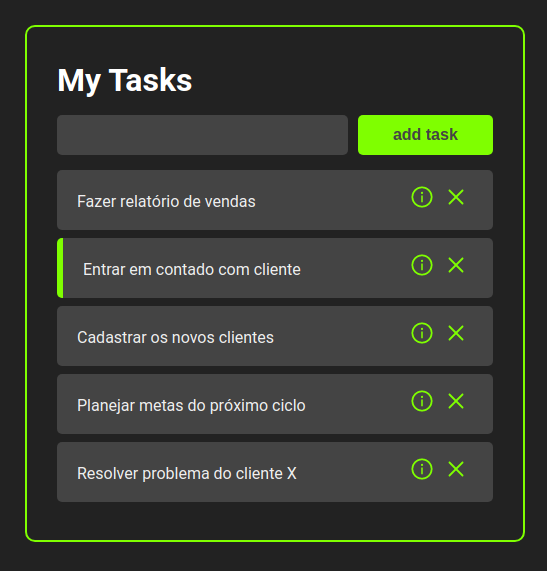 My Tasks
add task
Fazer relatório de vendas
Entrar em contado com cliente
Cadastrar os novos clientes
Planejar metas do próximo ciclo
Resolver problema do cliente X